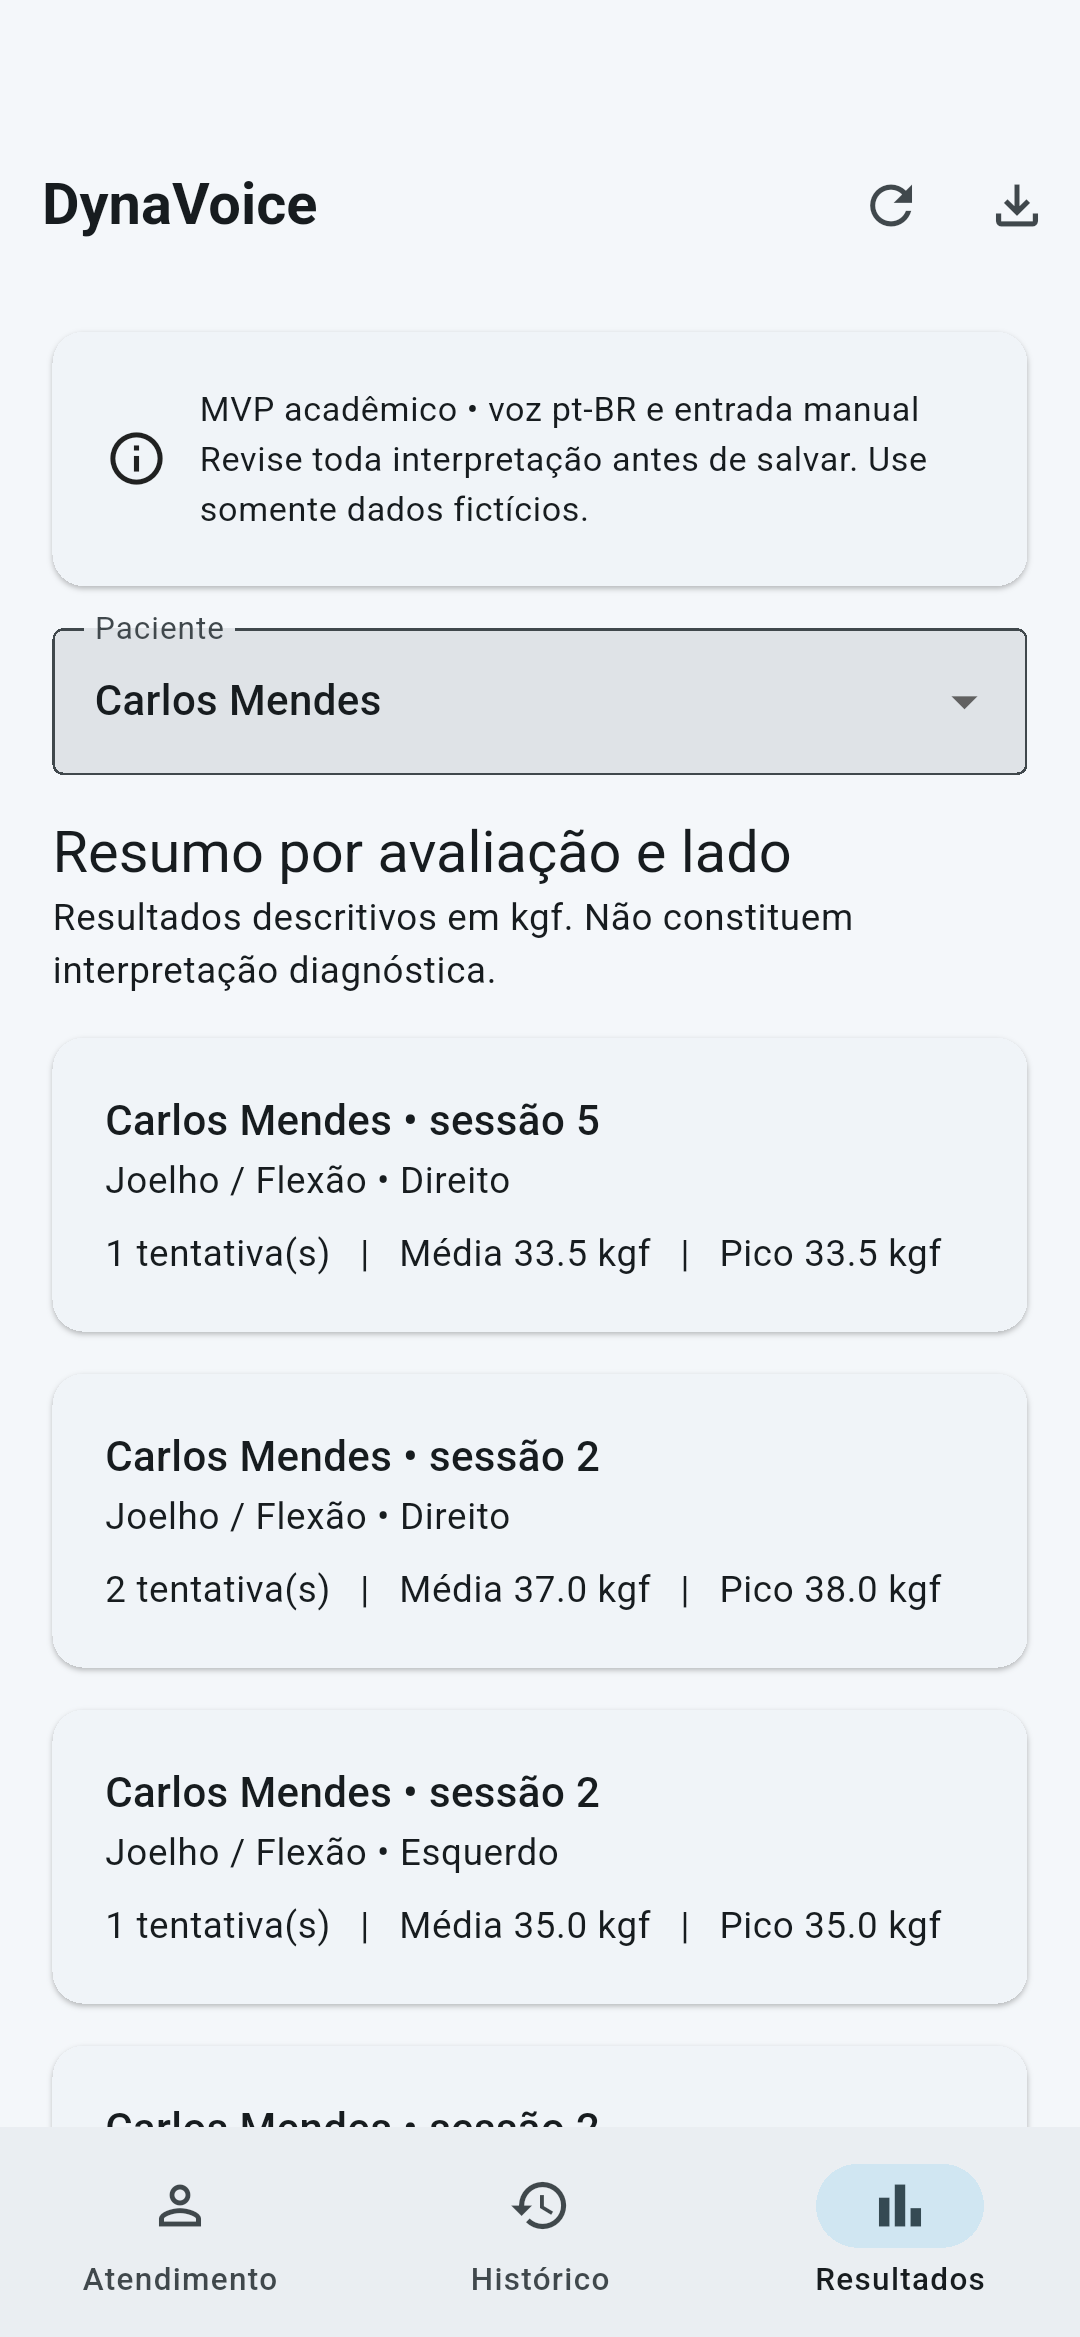 DynaVoice
MVP acadêmico • voz pt-BR e entrada manual
Revise toda interpretação antes de salvar. Use
somente dados fictícios.
Paciente
Carlos Mendes
Resumo por avaliação e lado
Resultados descritivos em kgf. Não constituem
interpretação diagnóstica.
Carlos Mendes • sessão 5
Joelho / Flexão • Direito
1 tentativa(s) | Média 33.5 kgf | Pico 33.5 kgf
Carlos Mendes • sessão 2
Joelho / Flexão • Direito
2 tentativa(s) | Média 37.0 kgf | Pico 38.0 kgf
Carlos Mendes • sessão 2
Joelho / Flexão • Esquerdo
1 tentativa(s) | Média 35.0 kgf | Pico 35.0 kgf
Carlos Mendes • sessão
Atendimento
Histórico
Resultados